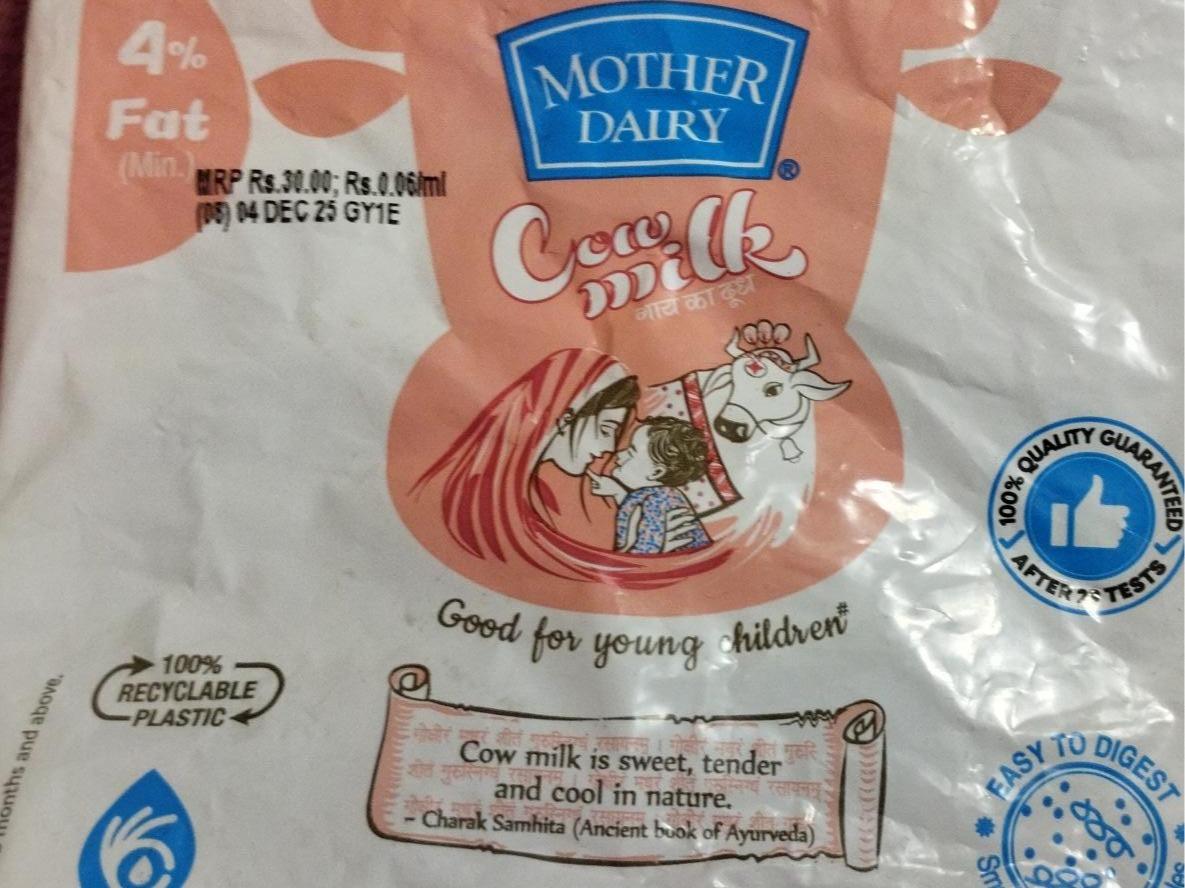 4%
Fat
(Min.)
MRP Rs.30.00; Rs.0.06/ml
(08) 04 DEC 25 GY1E
MOTHER
DAIRY
®
Cow
milk
गाय का दूध
Good for young children#
100% QUALITY GUARANTEED
AFTER TESTS
100%
RECYCLABLE
PLASTIC
months and above.
Cow milk is sweet, tender
and cool in nature.
- Charak Samhita (Ancient book of Ayurveda)
EASY TO DIGEST
Sm